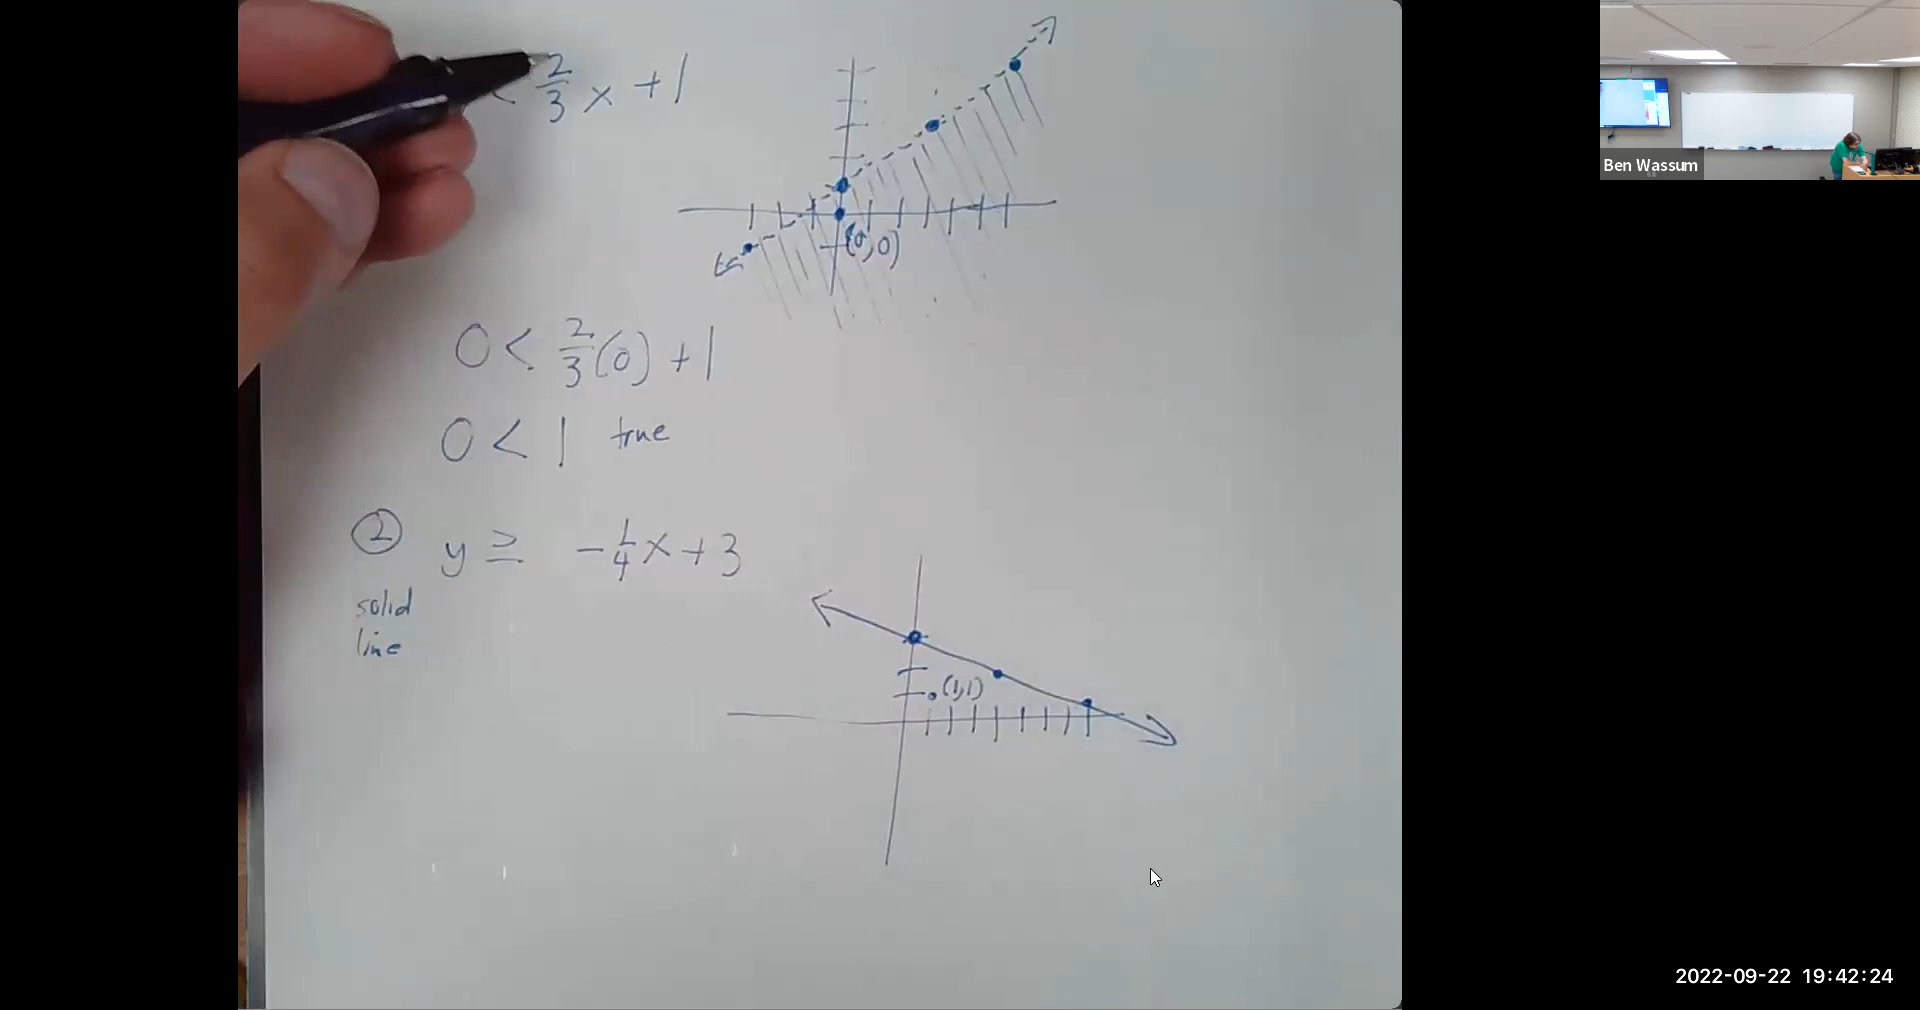 < 2/3 x + 1
(0,0)
0 < 2/3 (0) + 1
0 < 1 true
② y ≥ -1/4 x + 3
solid
line
(1,1)
Ben Wassum
2022-09-22 19:42:24